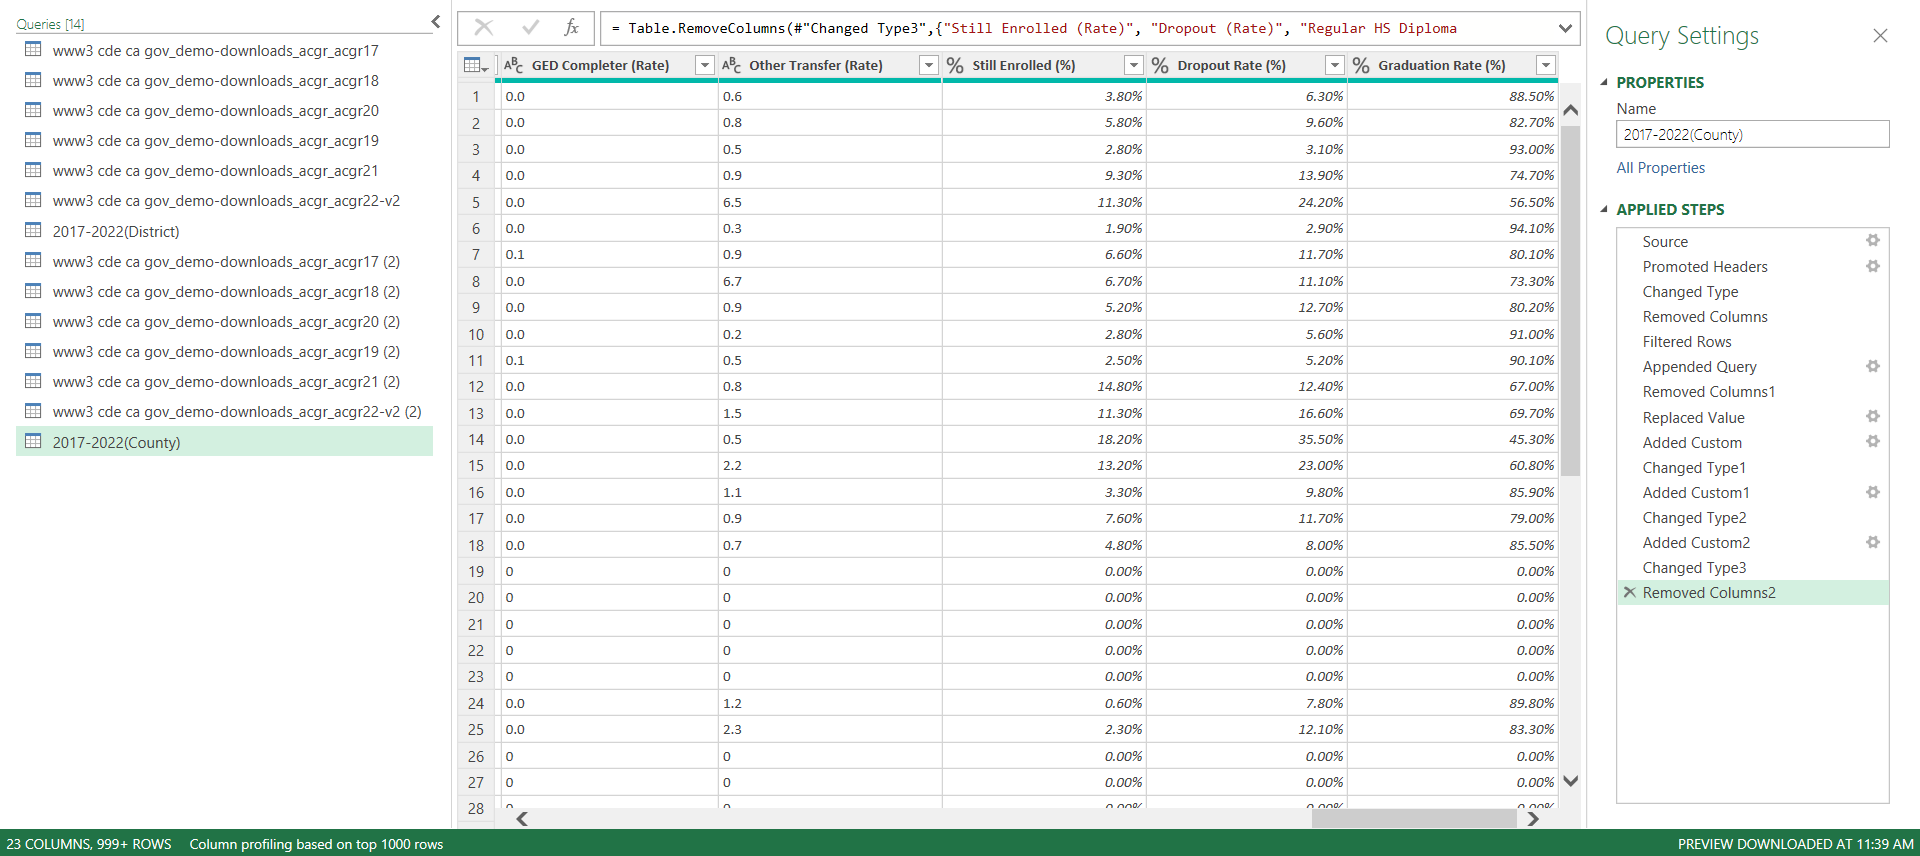 Queries [14]
www3 cde ca gov_demo-downloads_acgr_acgr17
www3 cde ca gov_demo-downloads_acgr_acgr18
www3 cde ca gov_demo-downloads_acgr_acgr20
www3 cde ca gov_demo-downloads_acgr_acgr19
www3 cde ca gov_demo-downloads_acgr_acgr21
www3 cde ca gov_demo-downloads_acgr_acgr22-v2
2017-2022(District)
www3 cde ca gov_demo-downloads_acgr_acgr17 (2)
www3 cde ca gov_demo-downloads_acgr_acgr18 (2)
www3 cde ca gov_demo-downloads_acgr_acgr20 (2)
www3 cde ca gov_demo-downloads_acgr_acgr19 (2)
www3 cde ca gov_demo-downloads_acgr_acgr21 (2)
www3 cde ca gov_demo-downloads_acgr_acgr22-v2 (2)
2017-2022(County)
fx = Table.RemoveColumns(#"Changed Type3",{"Still Enrolled (Rate)", "Dropout (Rate)", "Regular HS Diploma
ABC GED Completer (Rate) ABC Other Transfer (Rate) % Still Enrolled (%) % Dropout Rate (%) % Graduation Rate (%)
1 0.0 0.6 3.80% 6.30% 88.50%
2 0.0 0.8 5.80% 9.60% 82.70%
3 0.0 0.5 2.80% 3.10% 93.00%
4 0.0 0.9 9.30% 13.90% 74.70%
5 0.0 6.5 11.30% 24.20% 56.50%
6 0.0 0.3 1.90% 2.90% 94.10%
7 0.1 0.9 6.60% 11.70% 80.10%
8 0.0 6.7 6.70% 11.10% 73.30%
9 0.0 0.9 5.20% 12.70% 80.20%
10 0.0 0.2 2.80% 5.60% 91.00%
11 0.1 0.5 2.50% 5.20% 90.10%
12 0.0 0.8 14.80% 12.40% 67.00%
13 0.0 1.5 11.30% 16.60% 69.70%
14 0.0 0.5 18.20% 35.50% 45.30%
15 0.0 2.2 13.20% 23.00% 60.80%
16 0.0 1.1 3.30% 9.80% 85.90%
17 0.0 0.9 7.60% 11.70% 79.00%
18 0.0 0.7 4.80% 8.00% 85.50%
19 0 0 0.00% 0.00% 0.00%
20 0 0 0.00% 0.00% 0.00%
21 0 0 0.00% 0.00% 0.00%
22 0 0 0.00% 0.00% 0.00%
23 0 0 0.00% 0.00% 0.00%
24 0.0 1.2 0.60% 7.80% 89.80%
25 0.0 2.3 2.30% 12.10% 83.30%
26 0 0 0.00% 0.00% 0.00%
27 0 0 0.00% 0.00% 0.00%
28
Query Settings
PROPERTIES
Name
2017-2022(County)
All Properties
APPLIED STEPS
Source
Promoted Headers
Changed Type
Removed Columns
Filtered Rows
Appended Query
Removed Columns1
Replaced Value
Added Custom
Changed Type1
Added Custom1
Changed Type2
Added Custom2
Changed Type3
Removed Columns2
23 COLUMNS, 999+ ROWS Column profiling based on top 1000 rows
PREVIEW DOWNLOADED AT 11:39 AM